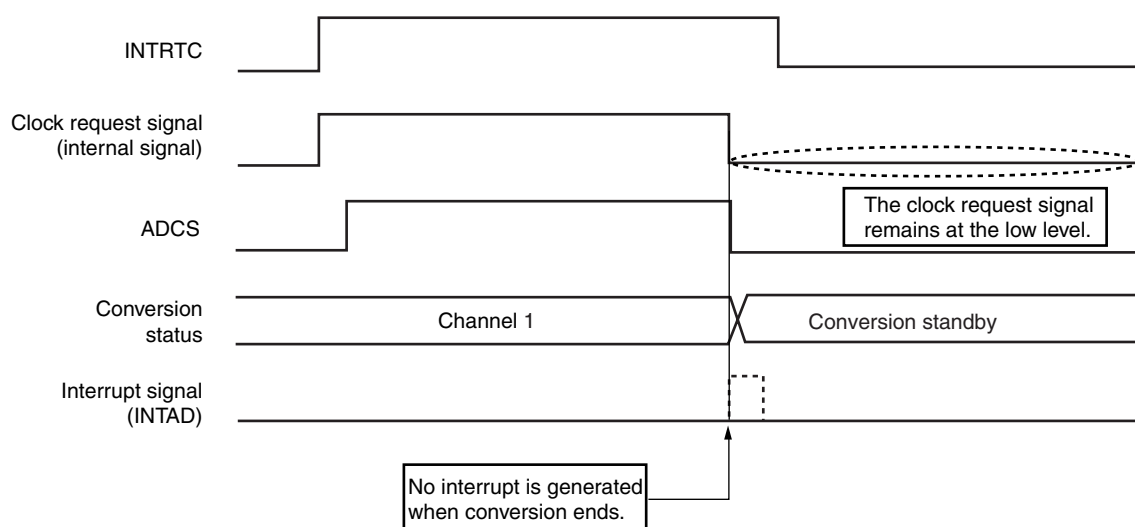 INTRTC
Clock request signal
(internal signal)
The clock request signal
remains at the low level.
ADCS
Conversion
status
Channel 1
Conversion standby
Interrupt signal
(INTAD)
No interrupt is generated
when conversion ends.